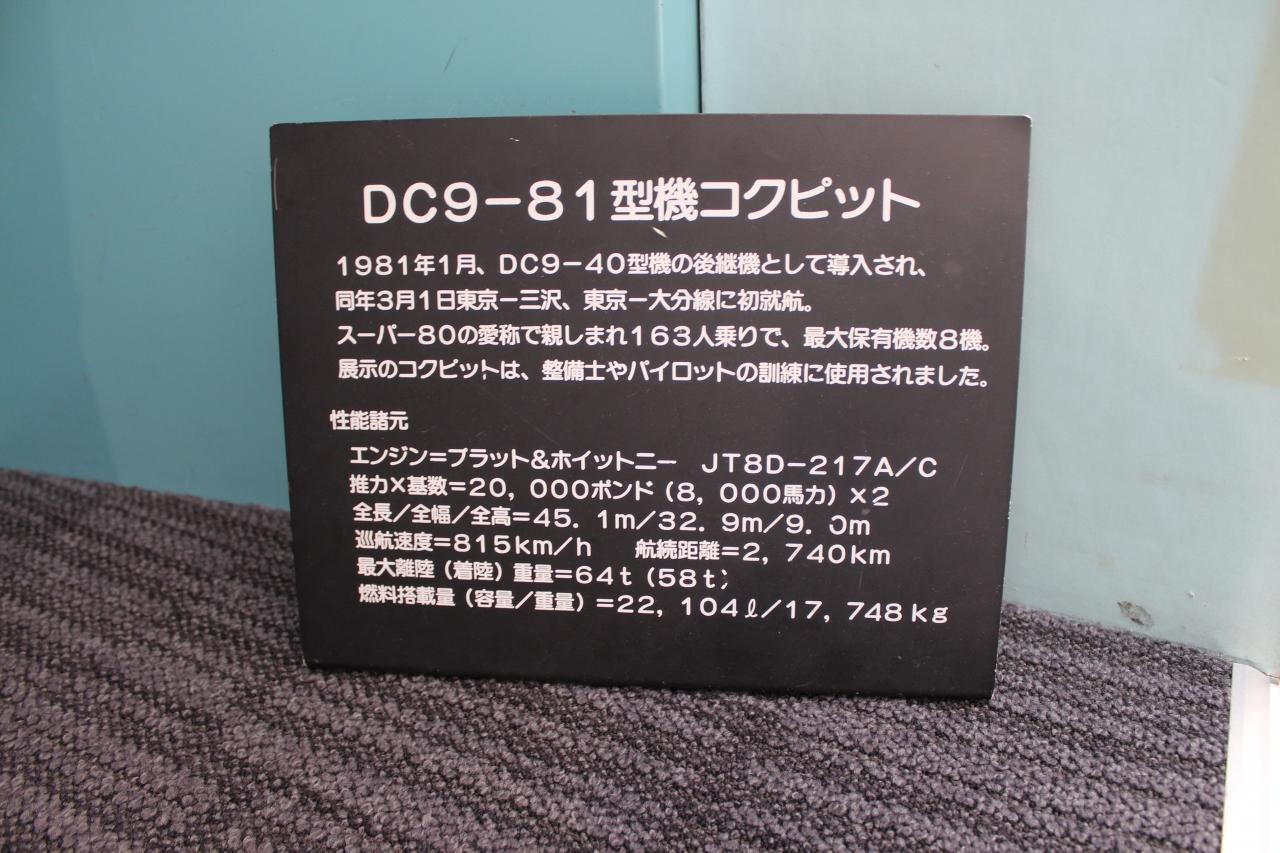 DC9-81型機コクピット
1981年1月、DC9-40型機の後継機として導入され、
同年3月1日東京-三沢、東京-大分線に初就航。
スーパー80の愛称で親しまれ163人乗りで、最大保有機数8機。
展示のコクピットは、整備士やパイロットの訓練に使用されました。
性能諸元
エンジン=プラット&ホイットニー JT8D-217A/C
推力×基数=20,000ポンド(8,000馬力)×2
全長/全幅/全高=45.1m/32.9m/9.0m
巡航速度=815km/h 航続距離=2,740km
最大離陸(着陸)重量=64t(58t)
燃料搭載量(容量/重量)=22,104ℓ/17,748kg